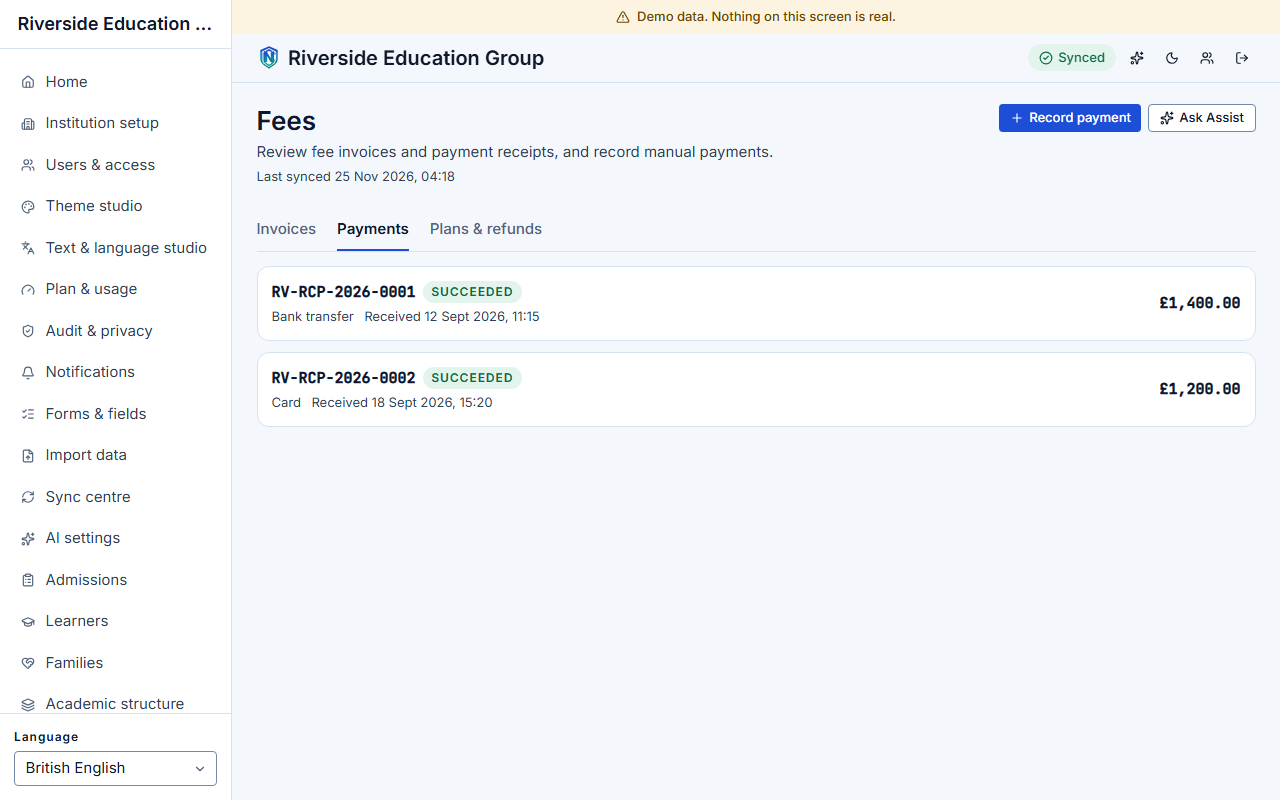 Riverside Education ...
Home
Institution setup
Users & access
Theme studio
Text & language studio
Plan & usage
Audit & privacy
Notifications
Forms & fields
Import data
Sync centre
AI settings
Admissions
Learners
Families
Academic structure
Language
British English
Demo data. Nothing on this screen is real.
Riverside Education Group
Synced
Fees
Record payment
Ask Assist
Review fee invoices and payment receipts, and record manual payments.
Last synced 25 Nov 2026, 04:18
Invoices Payments Plans & refunds
RV-RCP-2026-0001 SUCCEEDED
Bank transfer Received 12 Sept 2026, 11:15
£1,400.00
RV-RCP-2026-0002 SUCCEEDED
Card Received 18 Sept 2026, 15:20
£1,200.00